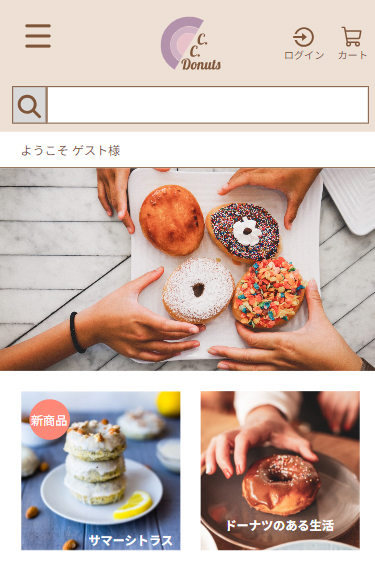 C.
C.
Donuts
ログイン
カート
ようこそ ゲスト様
新商品
サマーシトラス
ドーナツのある生活